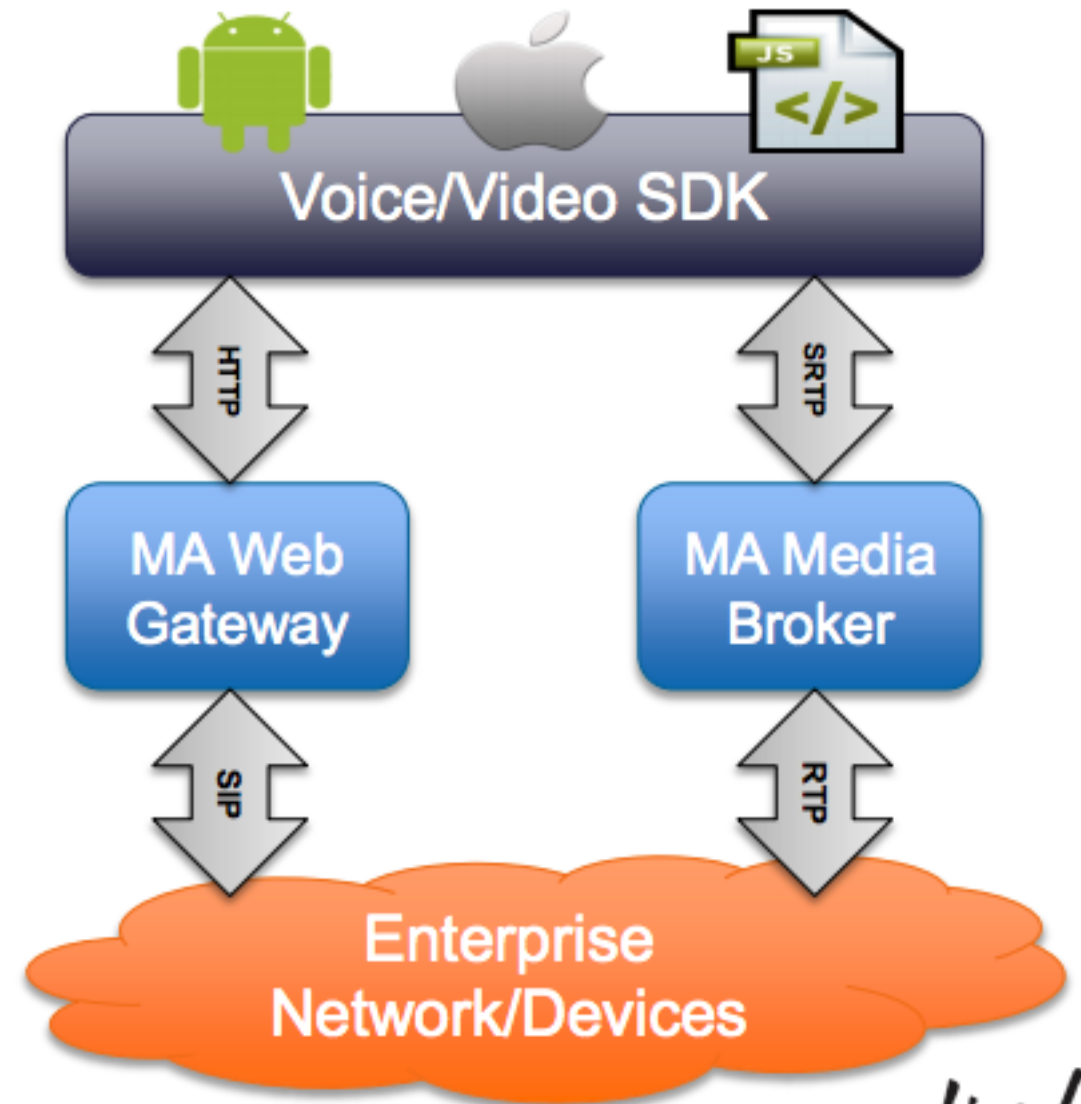 JS
</>
Voice/Video SDK
HTTP
SRTP
MA Web
Gateway
MA Media
Broker
SIP
RTP
Enterprise
Network/Devices